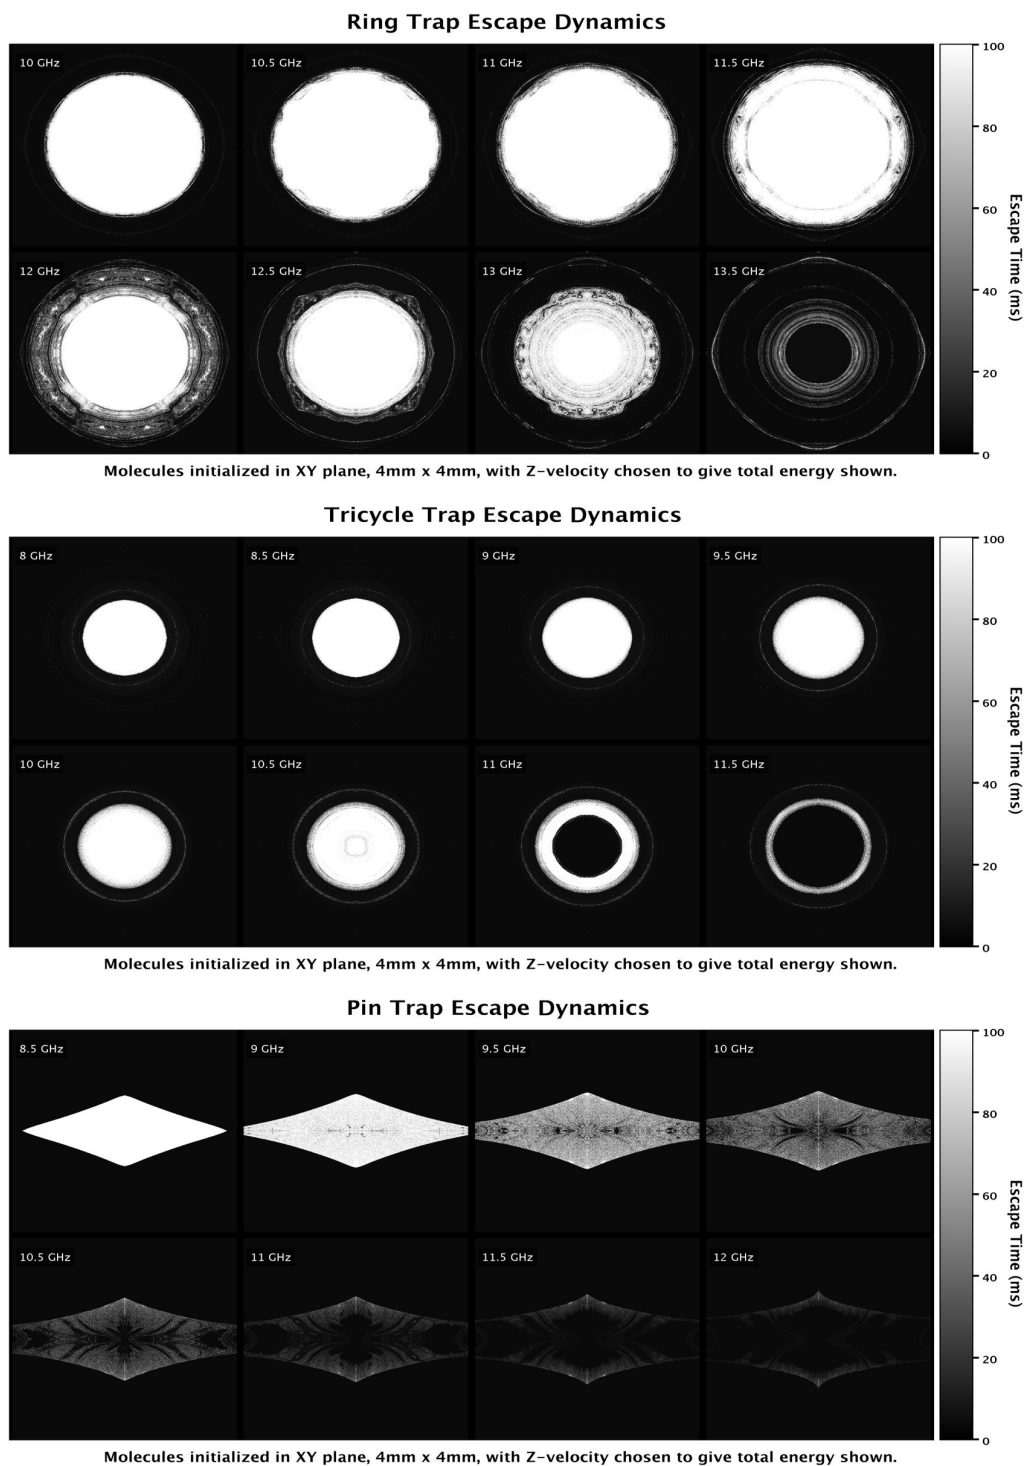 Ring Trap Escape Dynamics
10 GHz
10.5 GHz
11 GHz
11.5 GHz
12 GHz
12.5 GHz
13 GHz
13.5 GHz
100
80
60
40
20
0
Escape Time (ms)
Molecules initialized in XY plane, 4mm x 4mm, with Z-velocity chosen to give total energy shown.
Tricycle Trap Escape Dynamics
8 GHz
8.5 GHz
9 GHz
9.5 GHz
10 GHz
10.5 GHz
11 GHz
11.5 GHz
100
80
60
40
20
0
Escape Time (ms)
Molecules initialized in XY plane, 4mm x 4mm, with Z-velocity chosen to give total energy shown.
Pin Trap Escape Dynamics
8.5 GHz
9 GHz
9.5 GHz
10 GHz
10.5 GHz
11 GHz
11.5 GHz
12 GHz
100
80
60
40
20
0
Escape Time (ms)
Molecules initialized in XY plane, 4mm x 4mm, with Z-velocity chosen to give total energy shown.